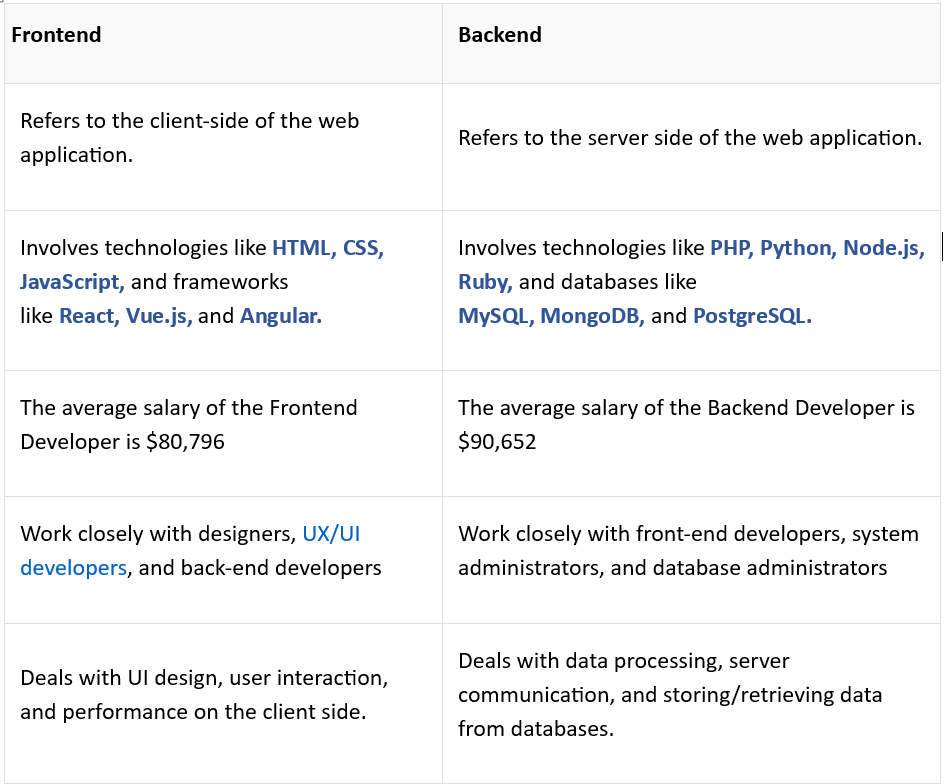 Frontend
Backend
Refers to the client-side of the web
application.
Refers to the server side of the web application.
Involves technologies like HTML, CSS,
JavaScript, and frameworks
like React, Vue.js, and Angular.
Involves technologies like PHP, Python, Node.js,
Ruby, and databases like
MySQL, MongoDB, and PostgreSQL.
The average salary of the Frontend
Developer is $80,796
The average salary of the Backend Developer is
$90,652
Work closely with designers, UX/UI
developers, and back-end developers
Work closely with front-end developers, system
administrators, and database administrators
Deals with UI design, user interaction,
and performance on the client side.
Deals with data processing, server
communication, and storing/retrieving data
from databases.